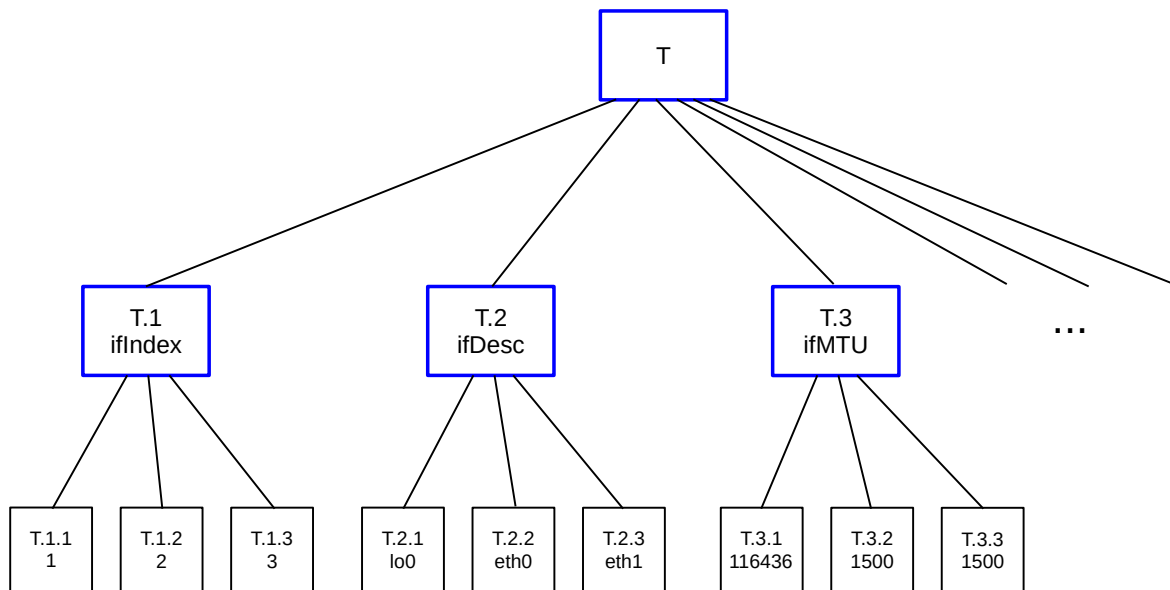 T
T.1
ifIndex
T.2
ifDesc
T.3
ifMTU
...
T.1.1
1
T.1.2
2
T.1.3
3
T.2.1
lo0
T.2.2
eth0
T.2.3
eth1
T.3.1
116436
T.3.2
1500
T.3.3
1500